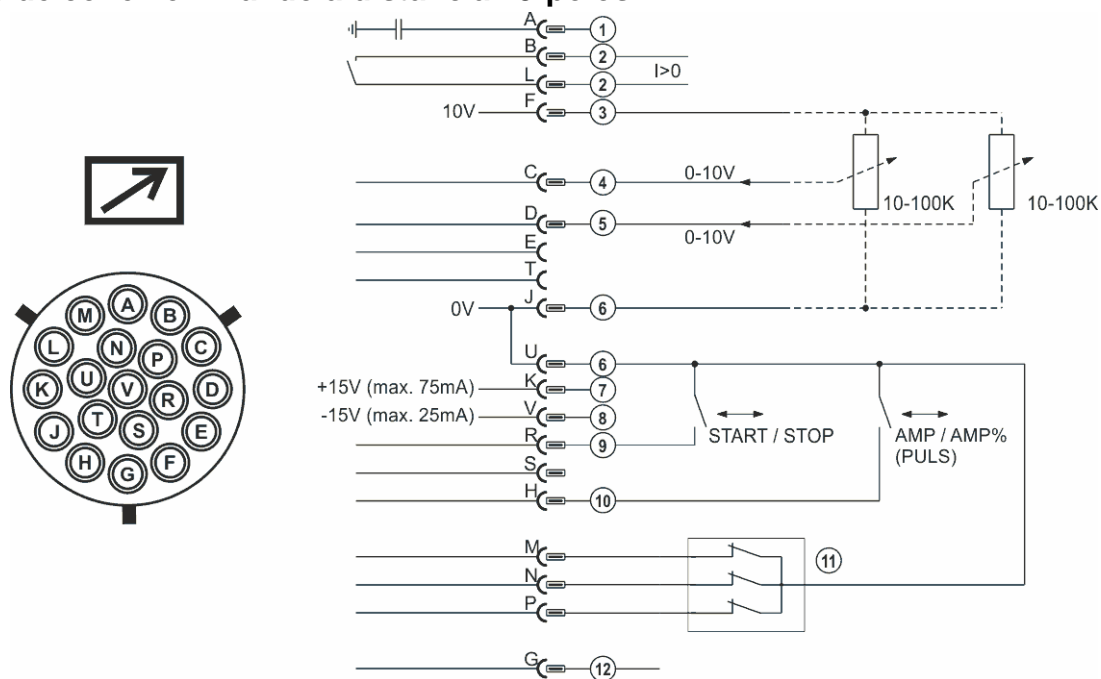 A 1
B 2
I>0
L 2
10V F 3
C 4 0-10V
10-100K 10-100K
D 5
0-10V
E
T
0V J 6
U 6
+15V (max. 75mA) K 7
-15V (max. 25mA) V 8
R 9
START / STOP AMP / AMP%
(PULS)
S
H 10
M 11
N
P
G 12
A
M B
L N P C
K U V R D
J T S E
H G F